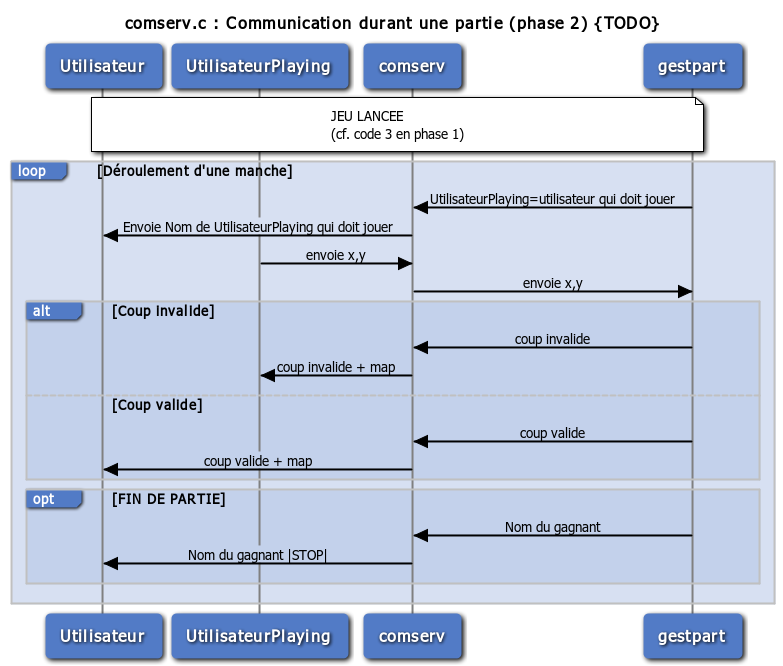 comserv.c : Communication durant une partie (phase 2) {TODO}
Utilisateur
UtilisateurPlaying
comserv
gestpart
JEU LANCEE
(cf. code 3 en phase 1)
loop
[Déroulement d'une manche]
UtilisateurPlaying=utilisateur qui doit jouer
Envoie Nom de UtilisateurPlaying qui doit jouer
envoie x,y
envoie x,y
alt
[Coup invalide]
coup invalide
coup invalide + map
[Coup valide]
coup valide
coup valide + map
opt
[FIN DE PARTIE]
Nom du gagnant
Nom du gagnant |STOP|
Utilisateur
UtilisateurPlaying
comserv
gestpart